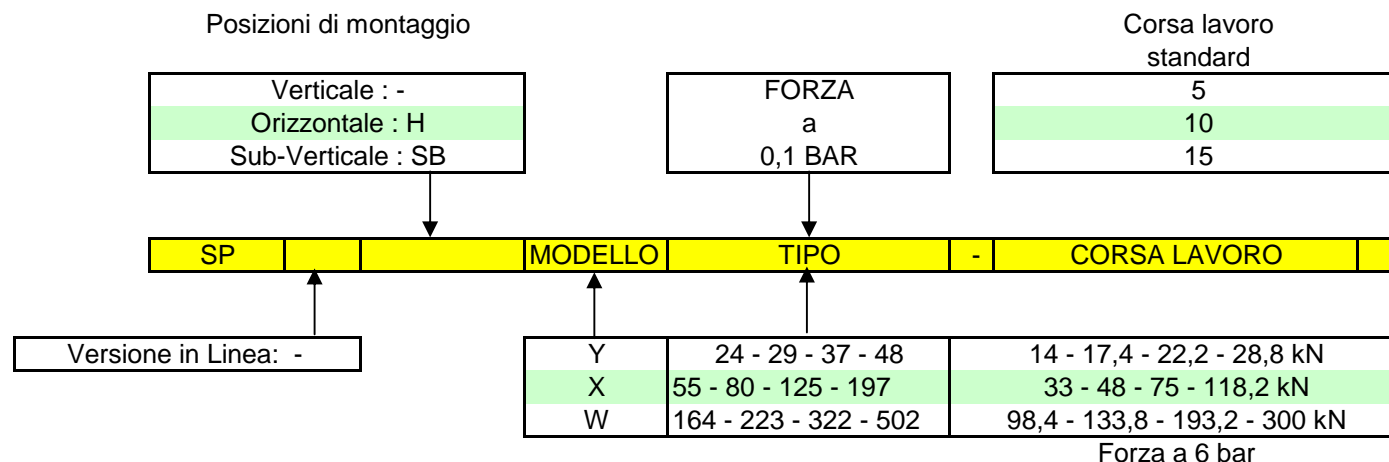 Posizioni di montaggio
Corsa lavoro
standard
Verticale : - FORZA 5
Orizzontale : H a 10
Sub-Verticale : SB 0,1 BAR 15
SP MODELLO TIPO - CORSA LAVORO
Versione in Linea: - Y 24 - 29 - 37 - 48 14 - 17,4 - 22,2 - 28,8 kN
X 55 - 80 - 125 - 197 33 - 48 - 75 - 118,2 kN
W 164 - 223 - 322 - 502 98,4 - 133,8 - 193,2 - 300 kN
Forza a 6 bar